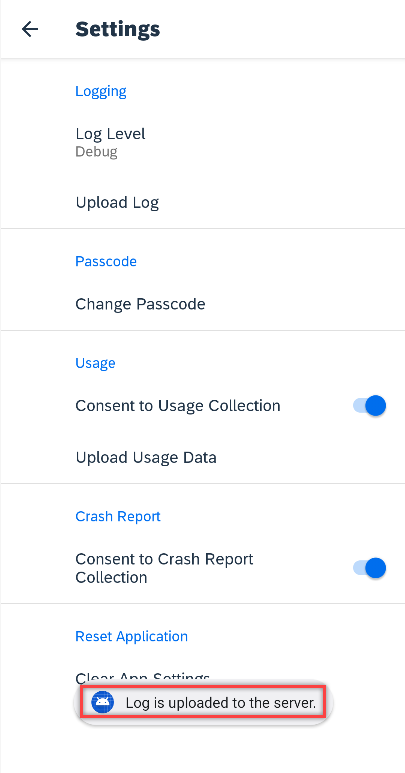 Settings
Logging
Log Level
Debug
Upload Log
Passcode
Change Passcode
Usage
Consent to Usage Collection
Upload Usage Data
Crash Report
Consent to Crash Report
Collection
Reset Application
Clear App Settings
Log is uploaded to the server.